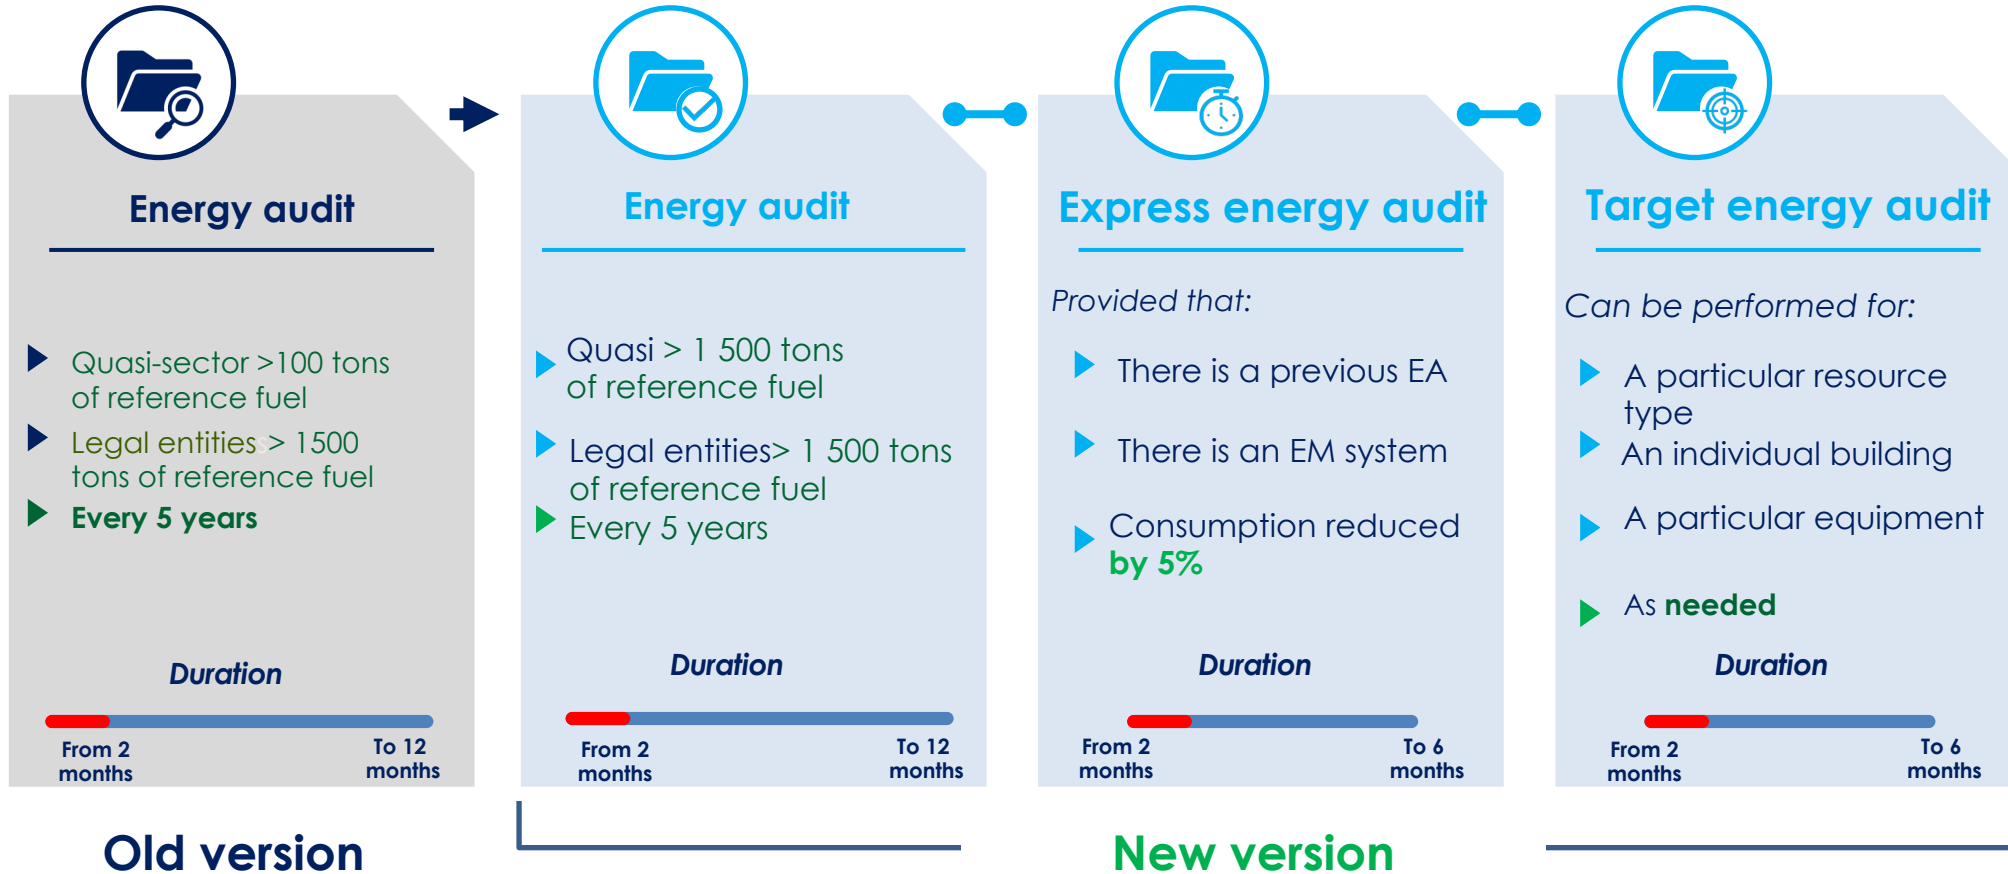 Energy audit
Quasi-sector >100 tons
of reference fuel
Legal entities > 1500
tons of reference fuel
Every 5 years
Duration
From 2
months
To 12
months
Old version
Energy audit
Quasi > 1 500 tons
of reference fuel
Legal entities> 1 500 tons
of reference fuel
Every 5 years
Duration
From 2
months
To 12
months
Express energy audit
Provided that:
There is a previous EA
There is an EM system
Consumption reduced
by 5%
Duration
From 2
months
To 6
months
Target energy audit
Can be performed for:
A particular resource
type
An individual building
A particular equipment
As needed
Duration
From 2
months
To 6
months
New version